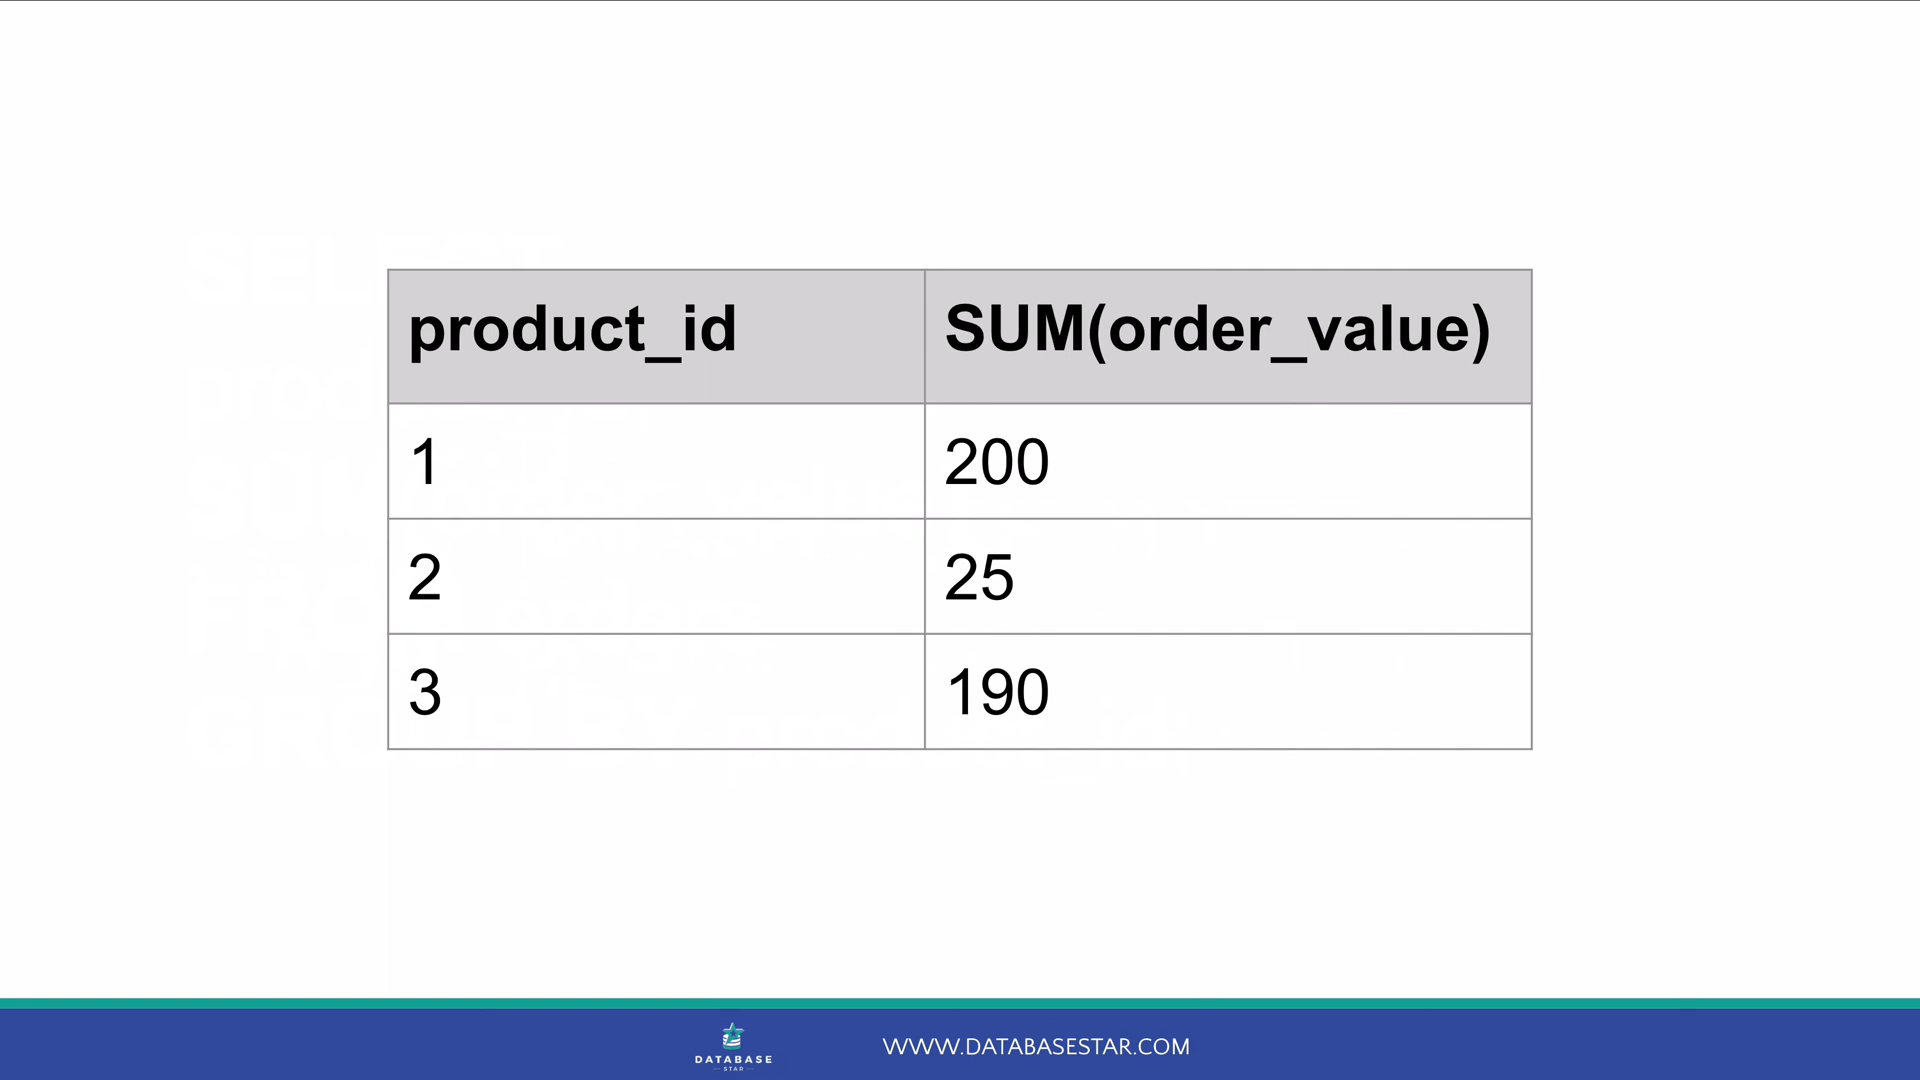 product_id SUM(order_value)
1 200
2 25
3 190
DATABASE
STAR
WWW.DATABASESTAR.COM